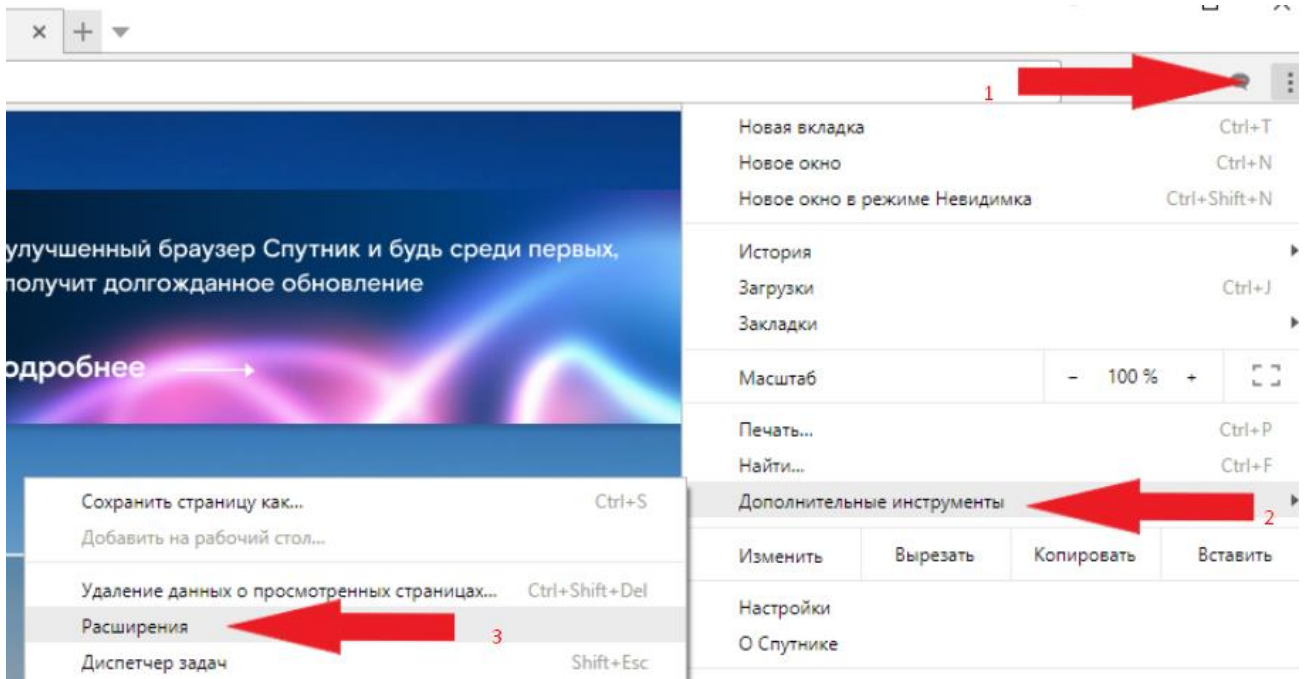 1
Новая вкладка Ctrl+T
Новое окно Ctrl+N
Новое окно в режиме Невидимка Ctrl+Shift+N
улучшенный браузер Спутник и будь среди первых,
получит долгожданное обновление
одробнее
История
Загрузки Ctrl+J
Закладки
Масштаб - 100 % +
Печать... Ctrl+P
Найти... Ctrl+F
Дополнительные инструменты 2
Изменить Вырезать Копировать Вставить
Настройки
О Спутнике
Сохранить страницу как... Ctrl+S
Добавить на рабочий стол...
Удаление данных о просмотренных страницах... Ctrl+Shift+Del
Расширения 3
Диспетчер задач Shift+Esc